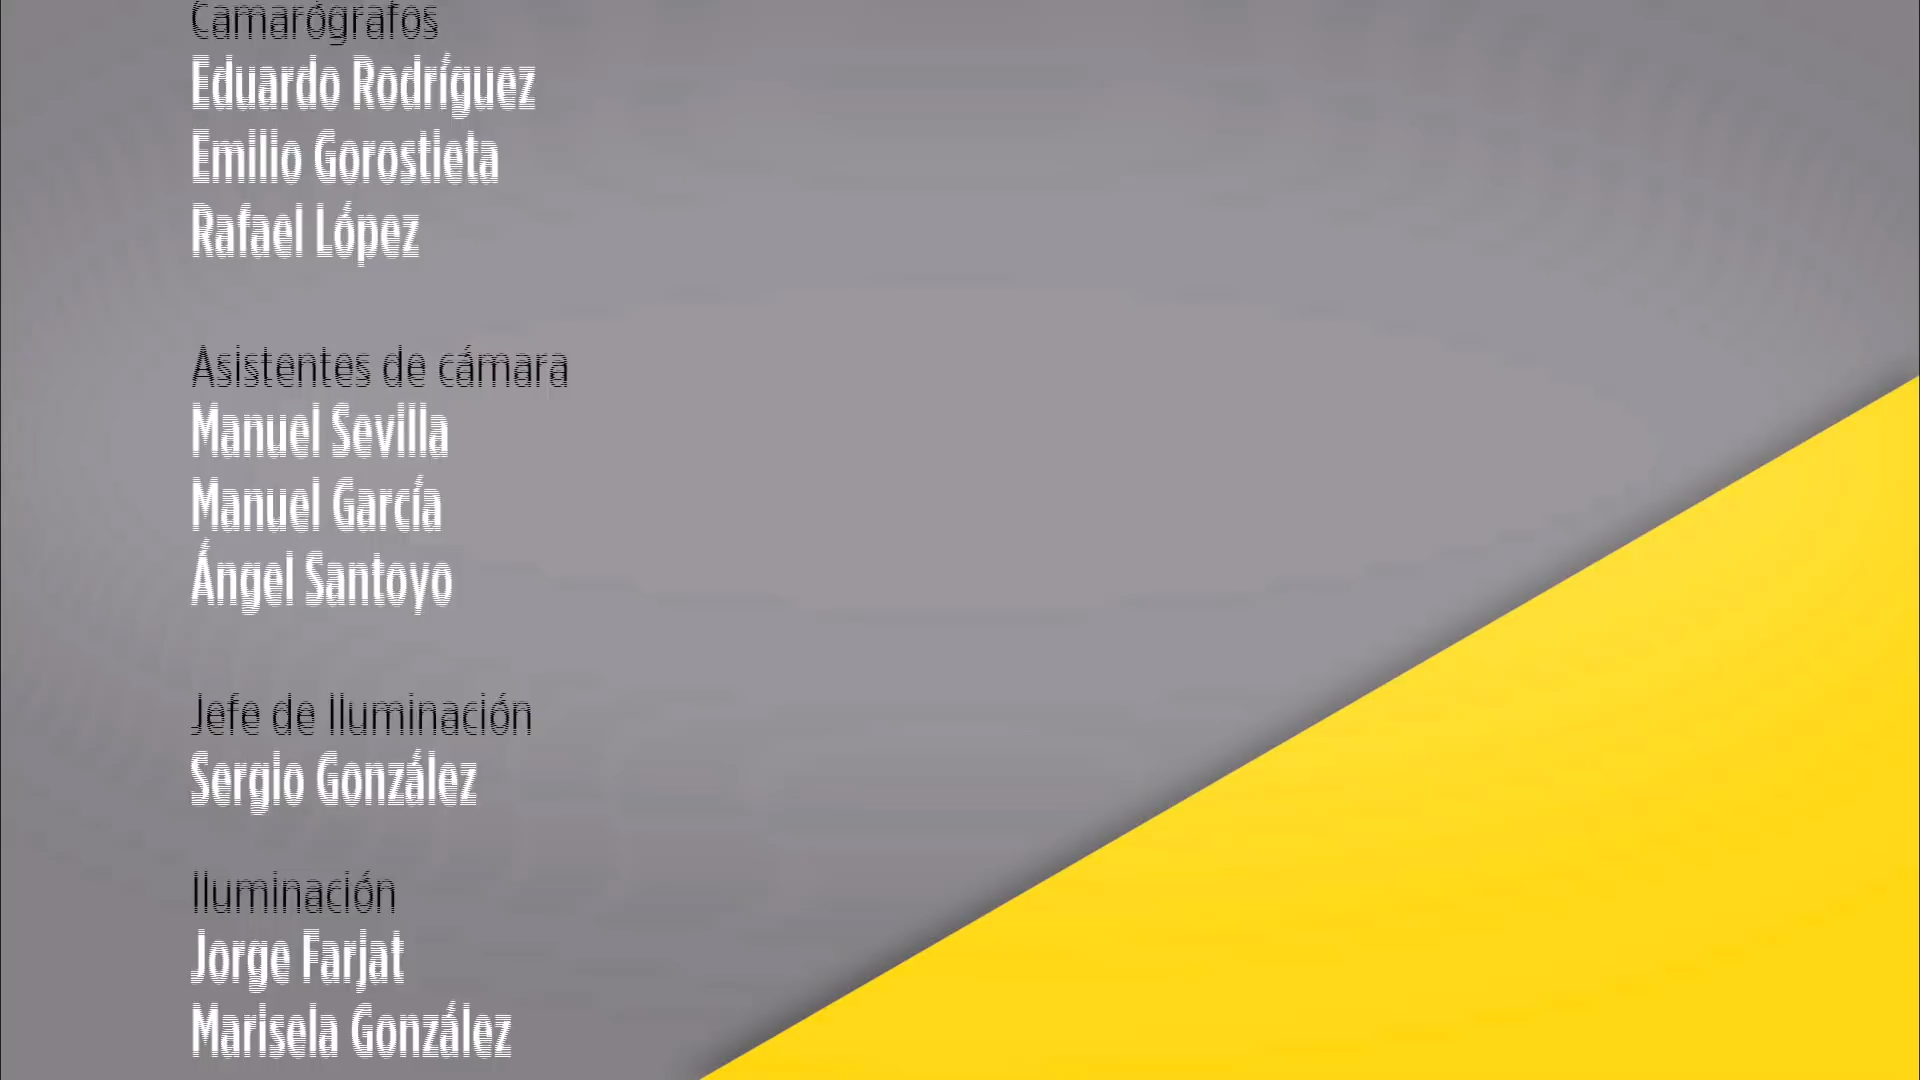 Camarógrafos
Eduardo Rodríguez
Emilio Gorostieta
Rafael López
Asistentes de cámara
Manuel Sevilla
Manuel García
Ángel Santoyo
Jefe de Iluminación
Sergio González
Iluminación
Jorge Farjat
Marisela González